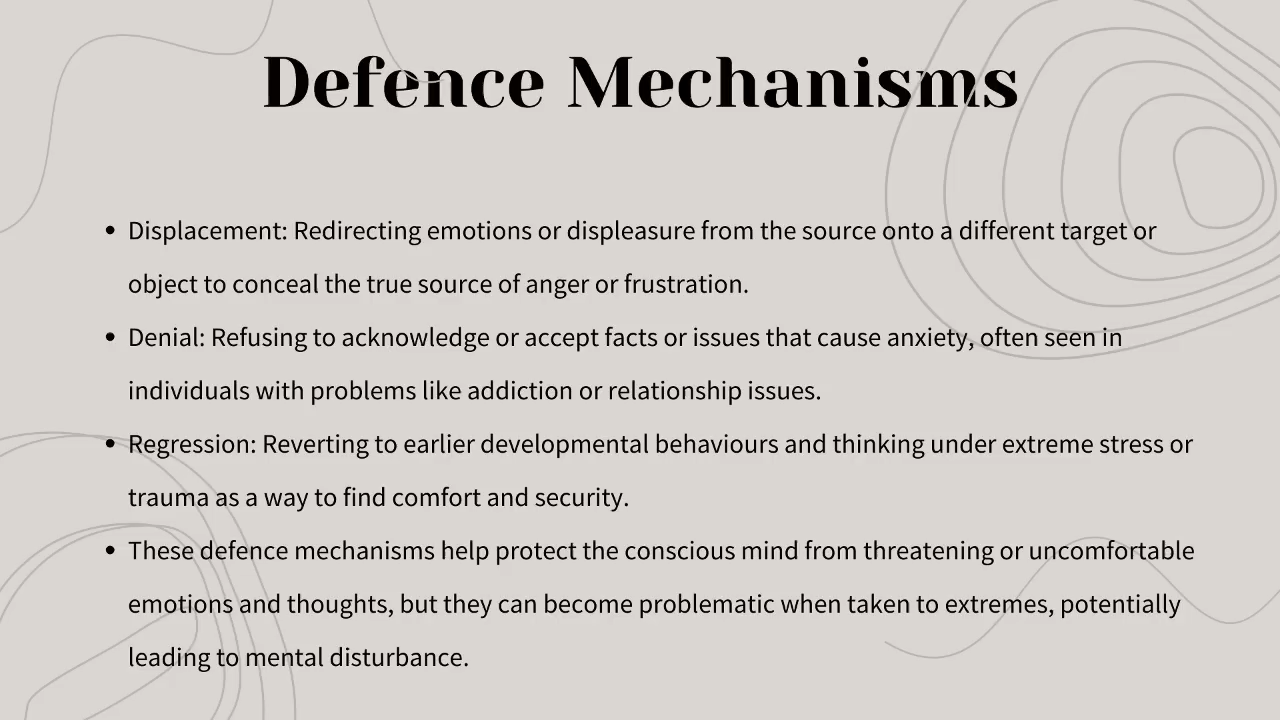 Defence Mechanisms
• Displacement: Redirecting emotions or displeasure from the source onto a different target or
object to conceal the true source of anger or frustration.
• Denial: Refusing to acknowledge or accept facts or issues that cause anxiety, often seen in
individuals with problems like addiction or relationship issues.
• Regression: Reverting to earlier developmental behaviours and thinking under extreme stress or
trauma as a way to find comfort and security.
• These defence mechanisms help protect the conscious mind from threatening or uncomfortable
emotions and thoughts, but they can become problematic when taken to extremes, potentially
leading to mental disturbance.